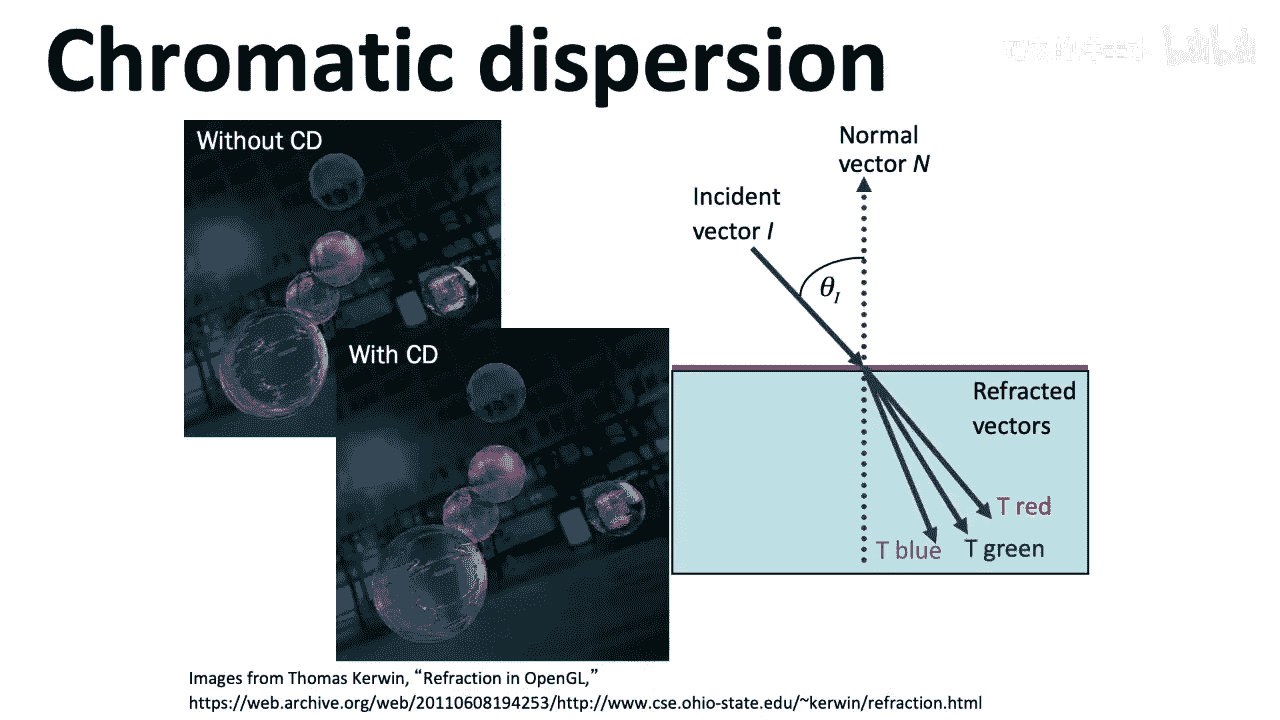 Chromatic dispersion
bilibili
Without CD
With CD
Normal
vector N
Incident
vector I
θI
Refracted
vectors
T red
T blue
T green
Images from Thomas Kerwin, “Refraction in OpenGL,”
https://web.archive.org/web/20110608194253/http://www.cse.ohio-state.edu/~kerwin/refraction.html